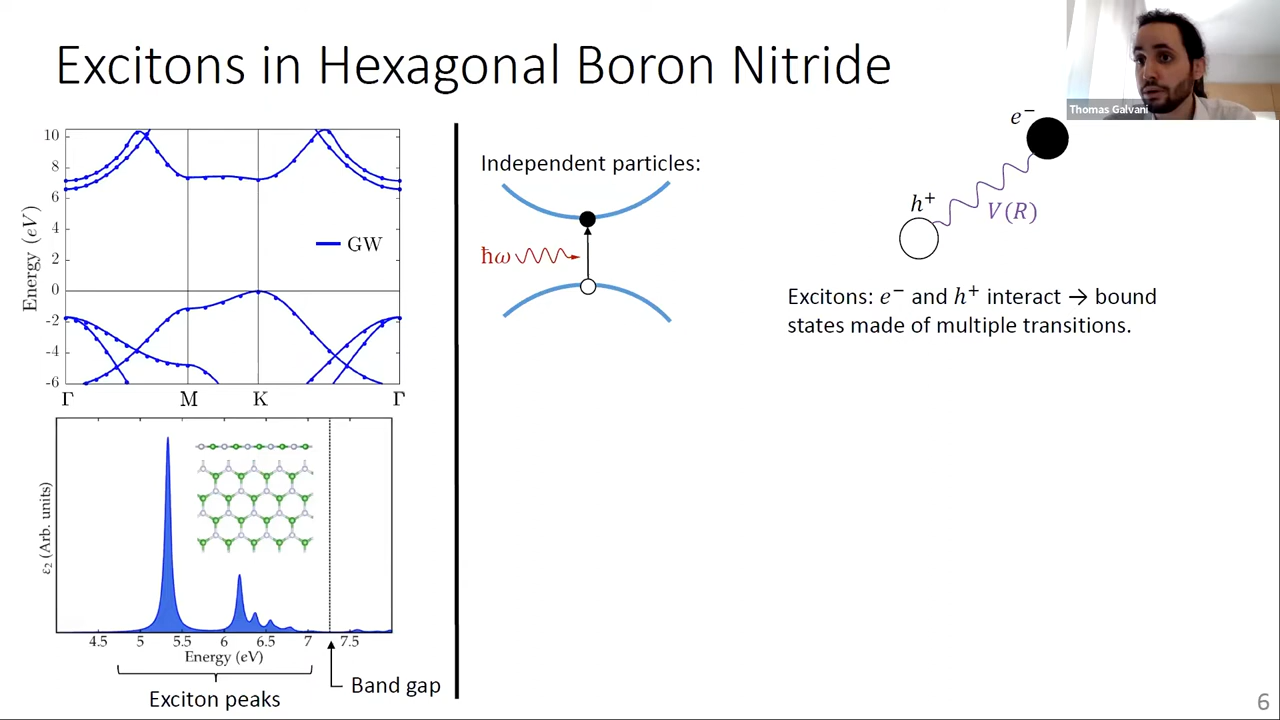 Excitons in Hexagonal Boron Nitride
Thomas Galvani
10
8
6
4
2
0
-2
-4
-6
Energy (eV)
GW
Γ
M
K
Γ
ε₂ (Arb. units)
4.5
5
5.5
6
6.5
7
7.5
Energy (eV)
Exciton peaks
Band gap
Independent particles:
ħω
e⁻
h⁺
V(R)
Excitons: e⁻ and h⁺ interact → bound
states made of multiple transitions.
6